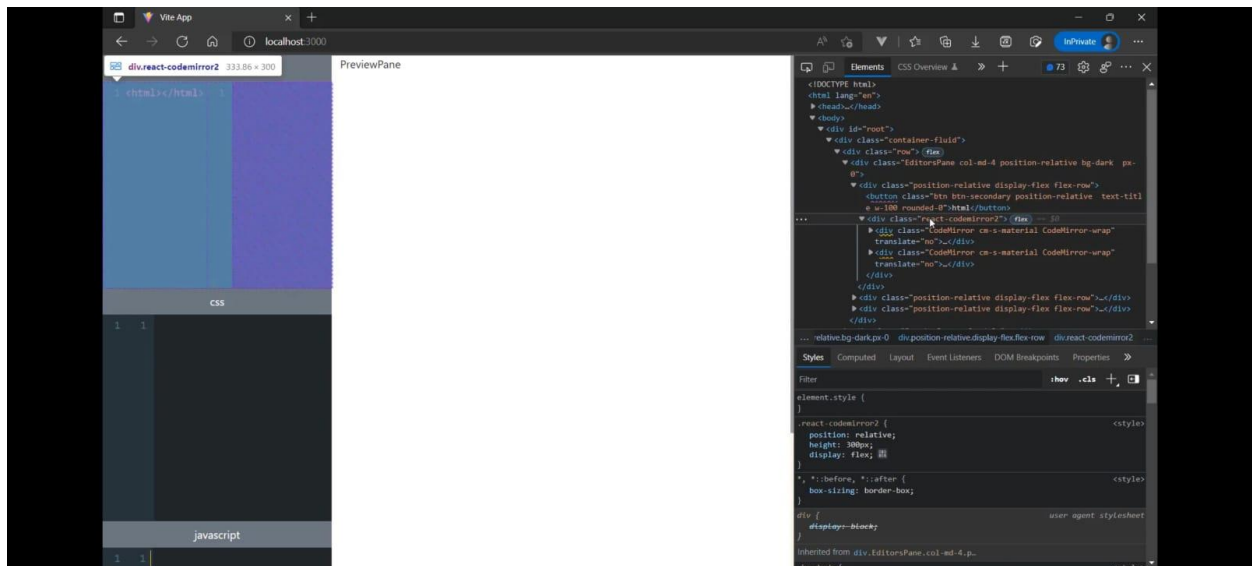 Vite App
localhost:3000
InPrivate
div.react-codemirror2 333.86 × 300
1 <html></html> 1
css
1 1
javascript
1 1
PreviewPane
Elements CSS Overview 73
<!DOCTYPE html>
<html lang="en">
<head>…</head>
<body>
<div id="root">
<div class="container-fluid">
<div class="row"> flex
<div class="EditorsPane col-md-4 position-relative bg-dark px-
0">
<div class="position-relative display-flex flex-row">
<button class="btn btn-secondary position-relative text-titl
e w-100 rounded-0">html</button>
<div class="react-codemirror2"> flex == $0
<div class="CodeMirror cm-s-material CodeMirror-wrap"
translate="no">…</div>
<div class="CodeMirror cm-s-material CodeMirror-wrap"
translate="no">…</div>
</div>
</div>
<div class="position-relative display-flex flex-row">…</div>
<div class="position-relative display-flex flex-row">…</div>
</div>
… relative.bg-dark.px-0 div.position-relative.display-flex.flex-row div.react-codemirror2 …
Styles Computed Layout Event Listeners DOM Breakpoints Properties
Filter :hov .cls
element.style {
}
.react-codemirror2 { <style>
position: relative;
height: 300px;
display: flex;
}
*, *::before, *::after { <style>
box-sizing: border-box;
}
div { user agent stylesheet
display: block;
}
Inherited from div.EditorsPane.col-md-4.p…